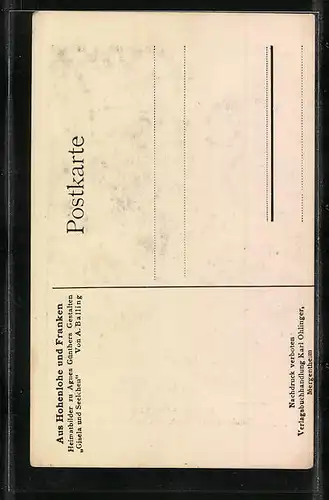 Aus Hohenlohe und Franken
Heimatbilder zu Agnes Günthers Gestalten
„Gisela und Seelchen“ Von A. Balling
Postkarte
Nachdruck verboten
Verlagsbuchhandlung Karl Ohlinger,
Mergentheim